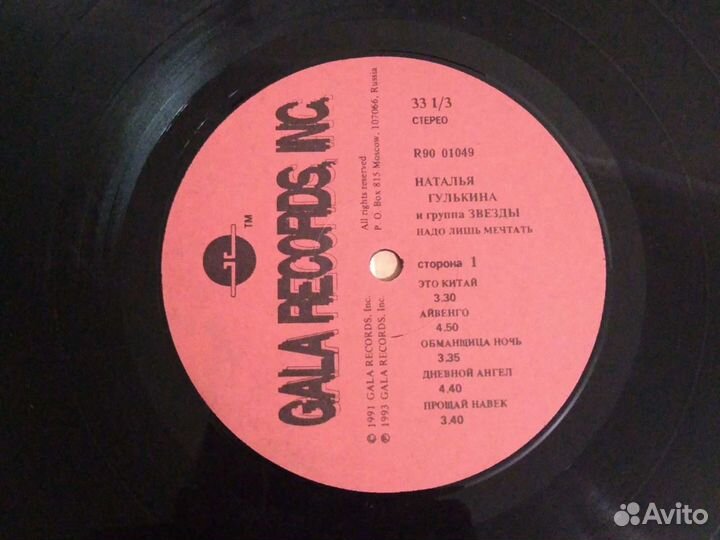 GALA RECORDS, INC.
TM
All rights reserved
P. O. Box 815 Moscow, 107066, Russia
© 1991 GALA RECORDS, Inc.
℗ 1993 GALA RECORDS, Inc.
33 1/3
СТЕРЕО
R90 01049
НАТАЛЬЯ
ГУЛЬКИНА
и группа ЗВЕЗДЫ
НАДО ЛИШЬ МЕЧТАТЬ
сторона 1
ЭТО КИТАЙ
3.30
АЙВЕНГО
4.50
ОБМАНЩИЦА НОЧЬ
3.35
ДНЕВНОЙ АНГЕЛ
4.40
ПРОЩАЙ НАВЕК
3.40
Avito